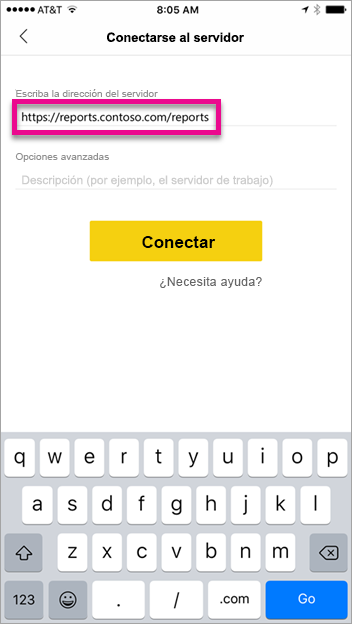 AT&T 8:05 AM
Conectarse al servidor
Escriba la dirección del servidor
https://reports.contoso.com/reports
Opciones avanzadas
Descripción (por ejemplo, el servidor de trabajo)
Conectar
¿Necesita ayuda?
q w e r t y u i o p
a s d f g h j k l
z x c v b n m
123 . / .com Go